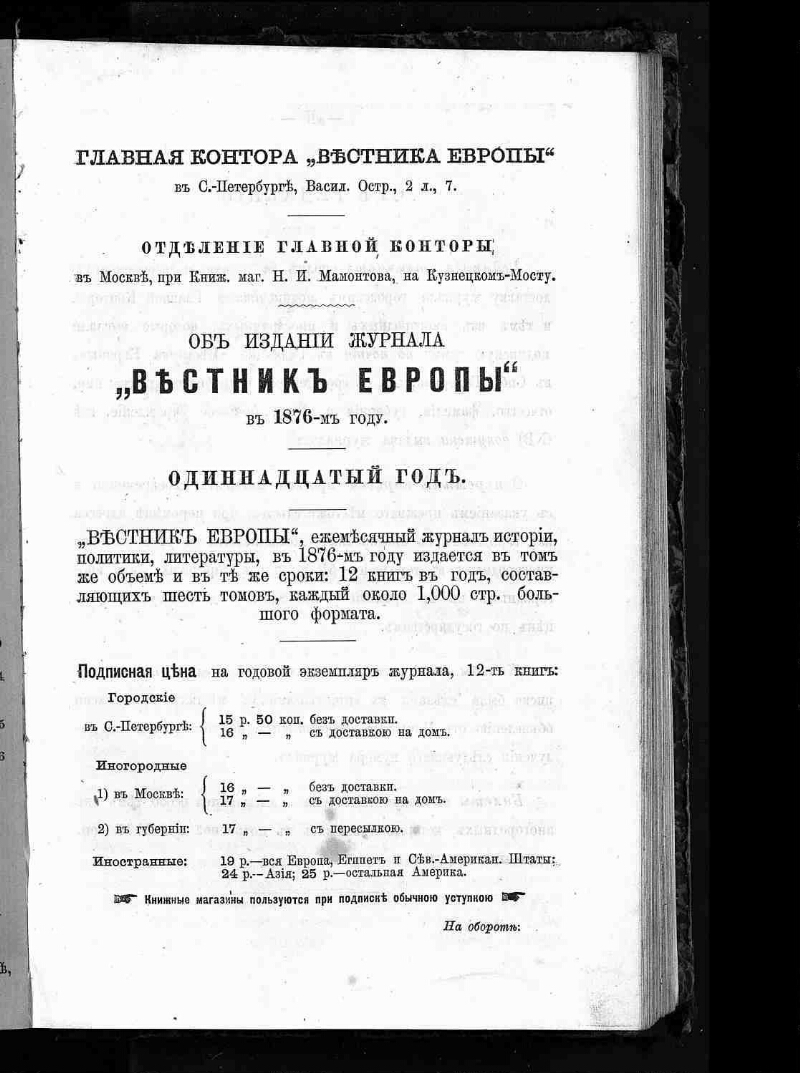 ГЛАВНАЯ КОНТОРА „ВѢСТНИКА ЕВРОПЫ“
въ С.-Петербургѣ, Васил. Остр., 2 л., 7.
ОТДѢЛЕНІЕ ГЛАВНОЙ КОНТОРЫ
въ Москвѣ, при Книж. маг. Н. И. Мамонтова, на Кузнецкомъ-Мосту.
ОБЪ ИЗДАНІИ ЖУРНАЛА
„ВѢСТНИКЪ ЕВРОПЫ“
въ 1876-мъ году.
ОДИННАДЦАТЫЙ ГОДЪ.
„ВѢСТНИКЪ ЕВРОПЫ“, ежемѣсячный журналъ исторіи,
политики, литературы, въ 1876-мъ году издается въ томъ
же объемѣ и въ тѣ же сроки: 12 книгъ въ годъ, состав-
ляющихъ шесть томовъ, каждый около 1,000 стр. боль-
шого формата.
Подписная цѣна на годовой экземпляръ журнала, 12-ть книгъ:
Городскіе
въ С.-Петербургѣ: { 15 р. 50 коп. безъ доставки.
16 „ — „ съ доставкою на домъ.
Иногородные
1) въ Москвѣ: { 16 „ — „ безъ доставки.
17 „ — „ съ доставкою на домъ.
2) въ губерніи: 17 „ — „ съ пересылкою.
Иностранные: 19 р.—вся Европа, Египетъ и Сѣв.-Американ. Штаты;
24 р.—Азія; 25 р.—остальная Америка.
☛ Книжные магазины пользуются при подпискѣ обычною уступкою ☛
На оборотѣ: